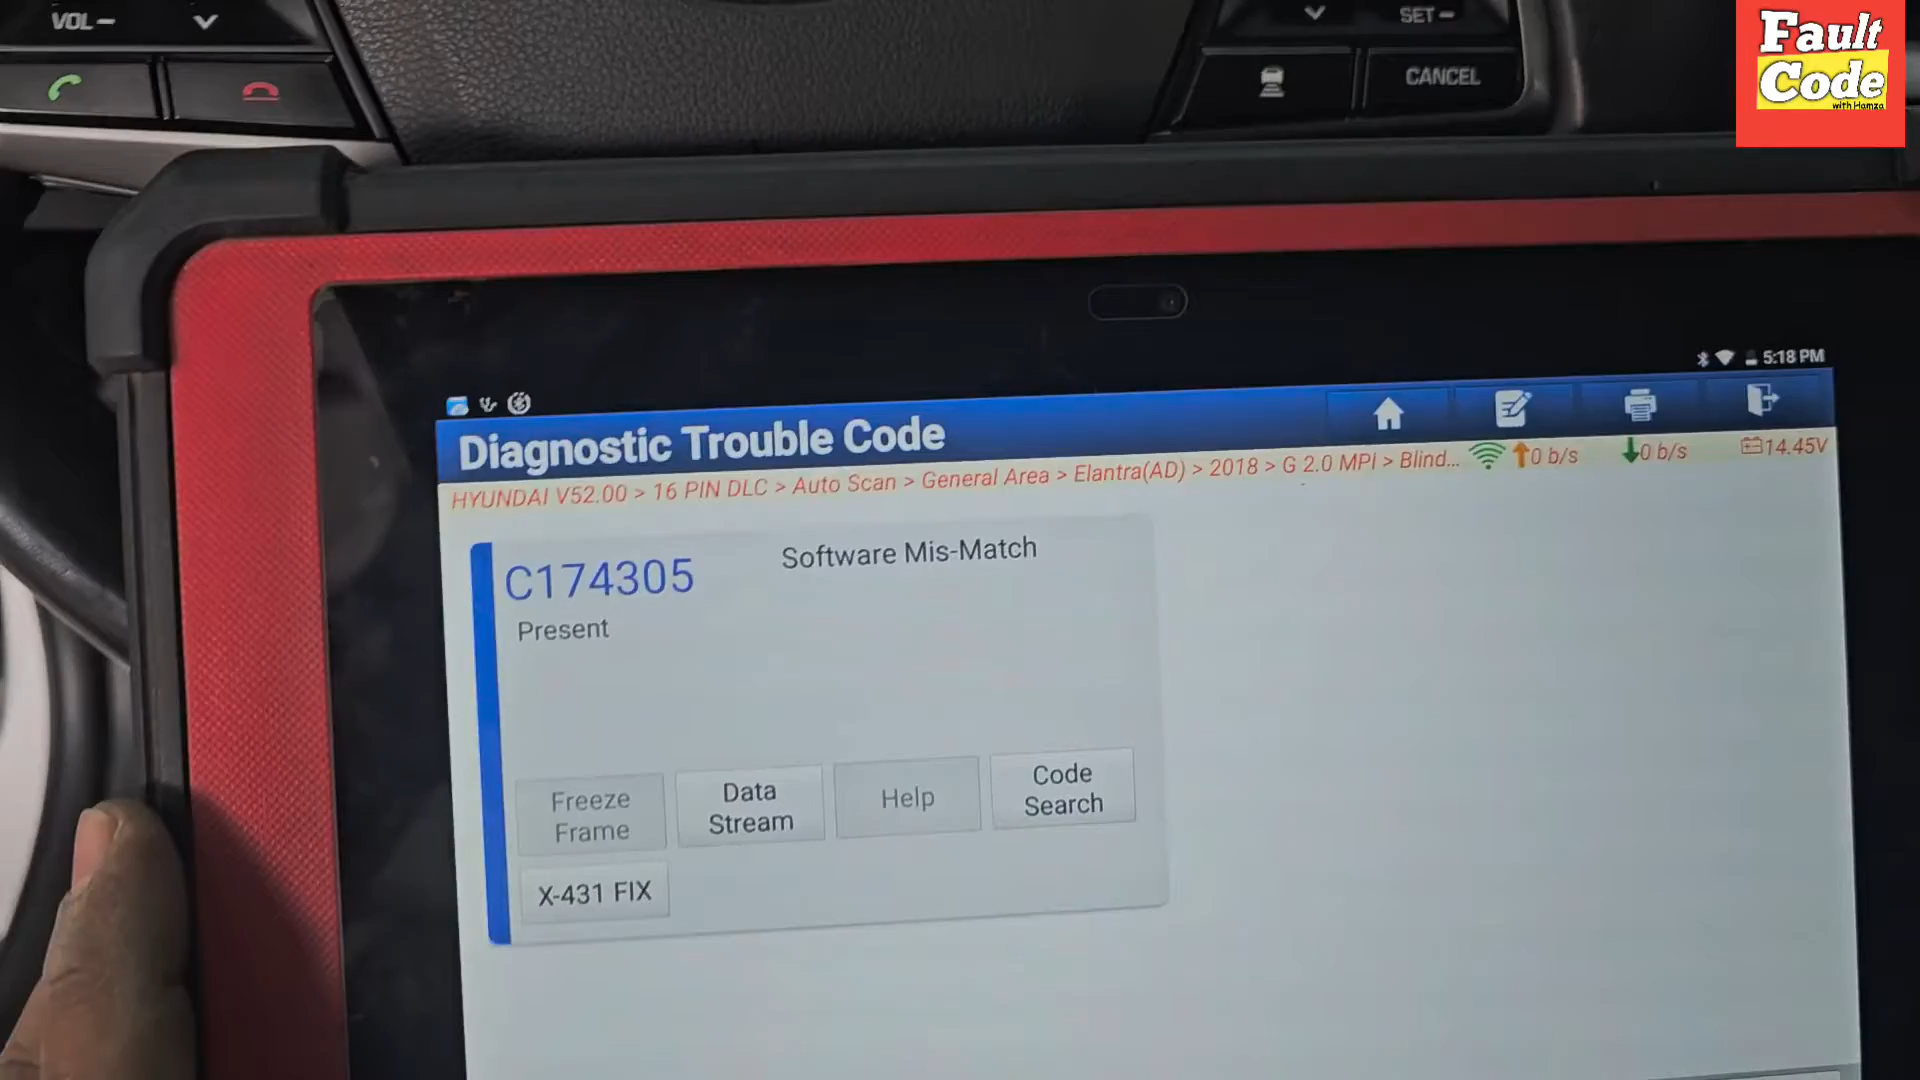 VOL−
SET−
CANCEL
Fault
Code
with Hamza
5:18 PM
Diagnostic Trouble Code
HYUNDAI V52.00 > 16 PIN DLC > Auto Scan > General Area > Elantra(AD) > 2018 > G 2.0 MPI > Blind...
0 b/s
0 b/s
14.45V
C174305
Software Mis-Match
Present
Freeze
Frame
Data
Stream
Help
Code
Search
X-431 FIX